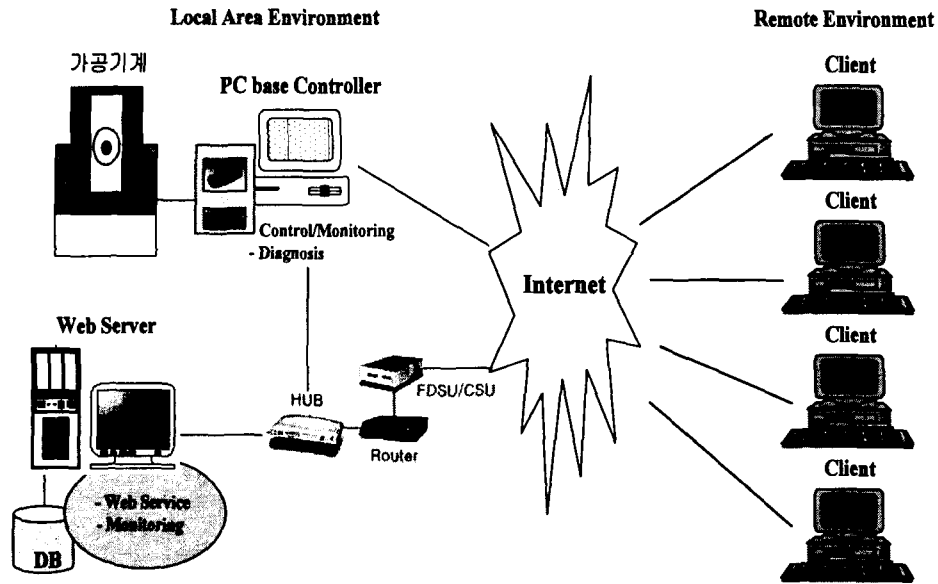 Local Area Environment
Remote Environment
가공기계
PC base Controller
Control/Monitoring
- Diagnosis
Web Server
- Web Service
- Monitoring
DB
HUB
Router
FDSU/CSU
Internet
Client
Client
Client
Client